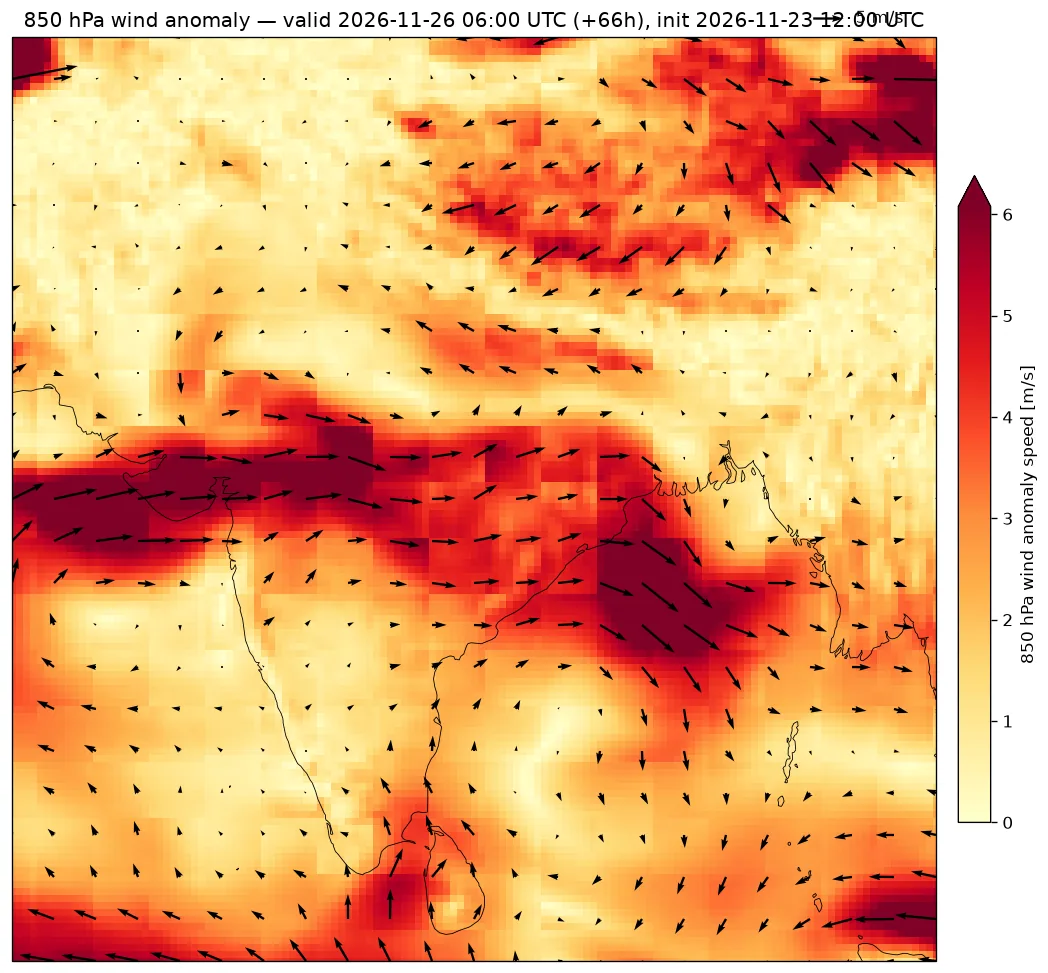 850 hPa wind anomaly — valid 2026-11-26 06:00 UTC (+66h), init 2026-11-23 12:00 UTC
5 m/s
6
5
4
3
2
1
0
850 hPa wind anomaly speed [m/s]